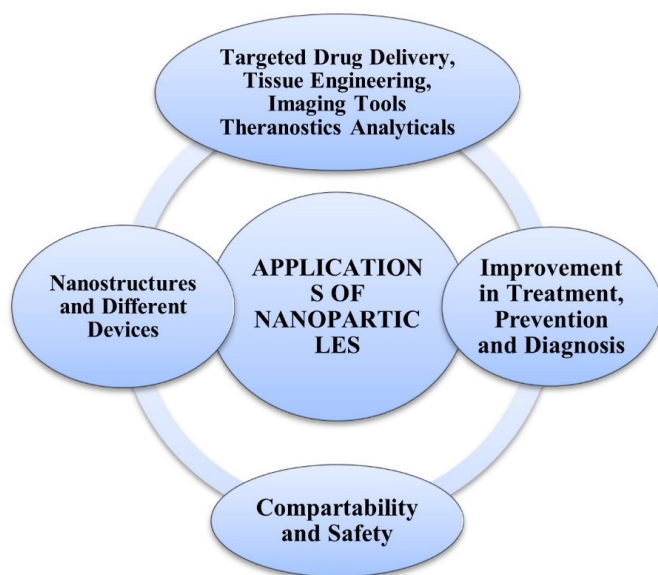 Targeted Drug Delivery,
Tissue Engineering,
Imaging Tools
Theranostics Analyticals
Nanostructures
and Different
Devices
APPLICATION
S OF
NANOPARTIC
LES
Improvement
in Treatment,
Prevention
and Diagnosis
Compartability
and Safety